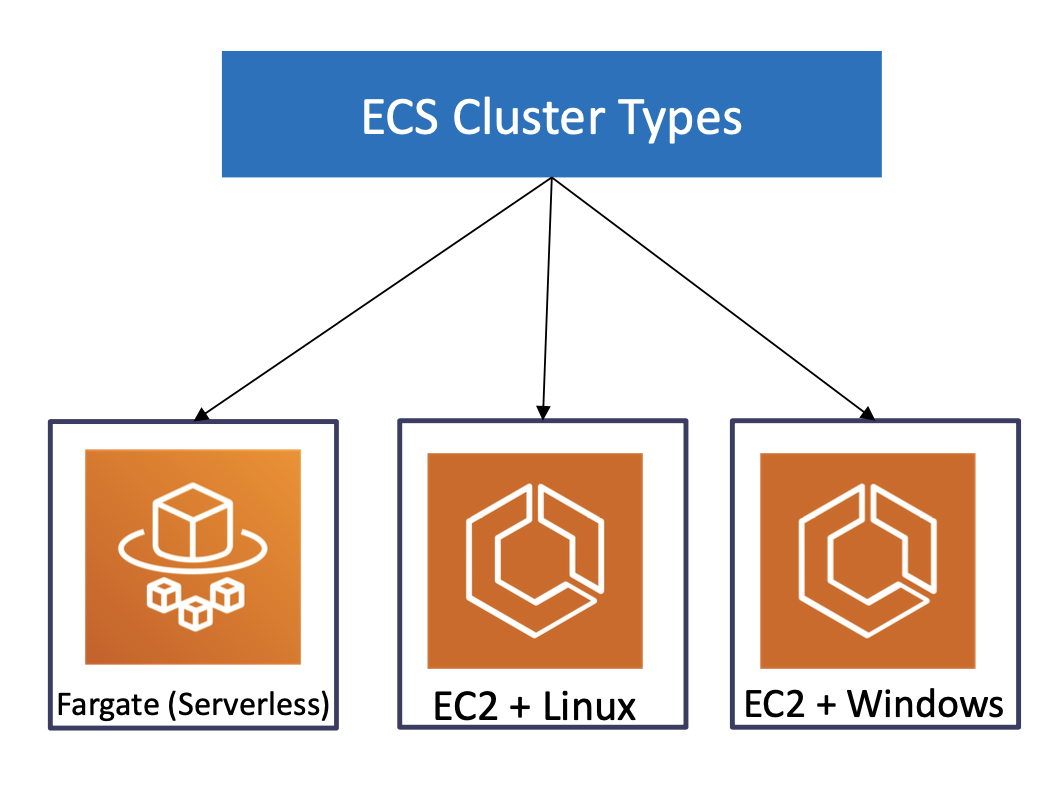 ECS Cluster Types
Fargate (Serverless)
EC2 + Linux
EC2 + Windows